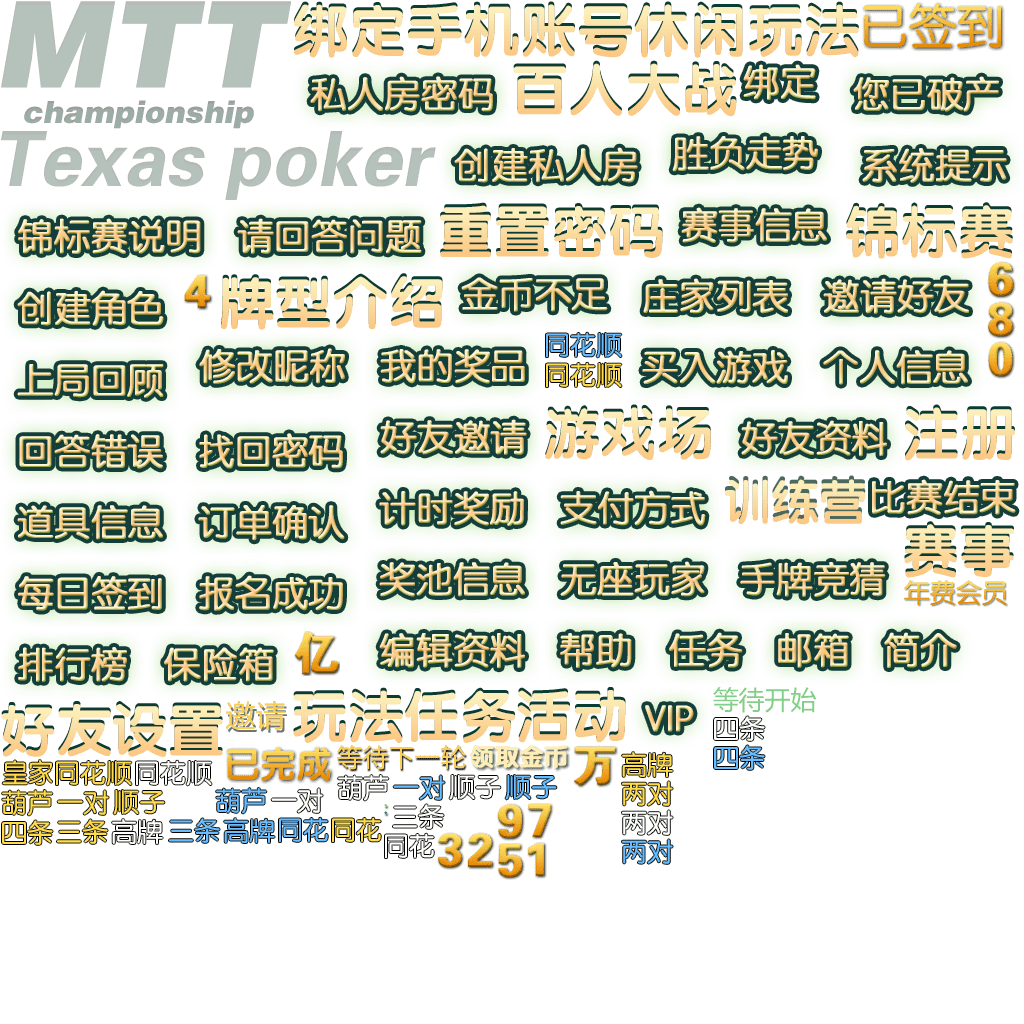 MTT
绑定手机账号
休闲玩法
已签到
championship
私人房密码
百人大战
绑定
您已破产
Texas poker
创建私人房
胜负走势
系统提示
锦标赛说明
请回答问题
重置密码
赛事信息
锦标赛
创建角色
4
牌型介绍
金币不足
庄家列表
邀请好友
6
8
0
上局回顾
修改昵称
我的奖品
同花顺
同花顺
买入游戏
个人信息
回答错误
找回密码
好友邀请
游戏场
好友资料
注册
道具信息
订单确认
计时奖励
支付方式
训练营
比赛结束
赛事
每日签到
报名成功
奖池信息
无座玩家
手牌竞猜
年费会员
排行榜
保险箱
亿
编辑资料
帮助
任务
邮箱
简介
好友设置
邀请
玩法任务活动
VIP
等待开始
四条
四条
皇家同花顺
同花顺
已完成
等待下一轮
领取金币
万
高牌
葫芦
一对
顺子
葫芦
一对
葫芦
一对
顺子
顺子
两对
四条
三条
高牌
三条
高牌
同花
同花
三条
97
两对
同花
32
51
两对